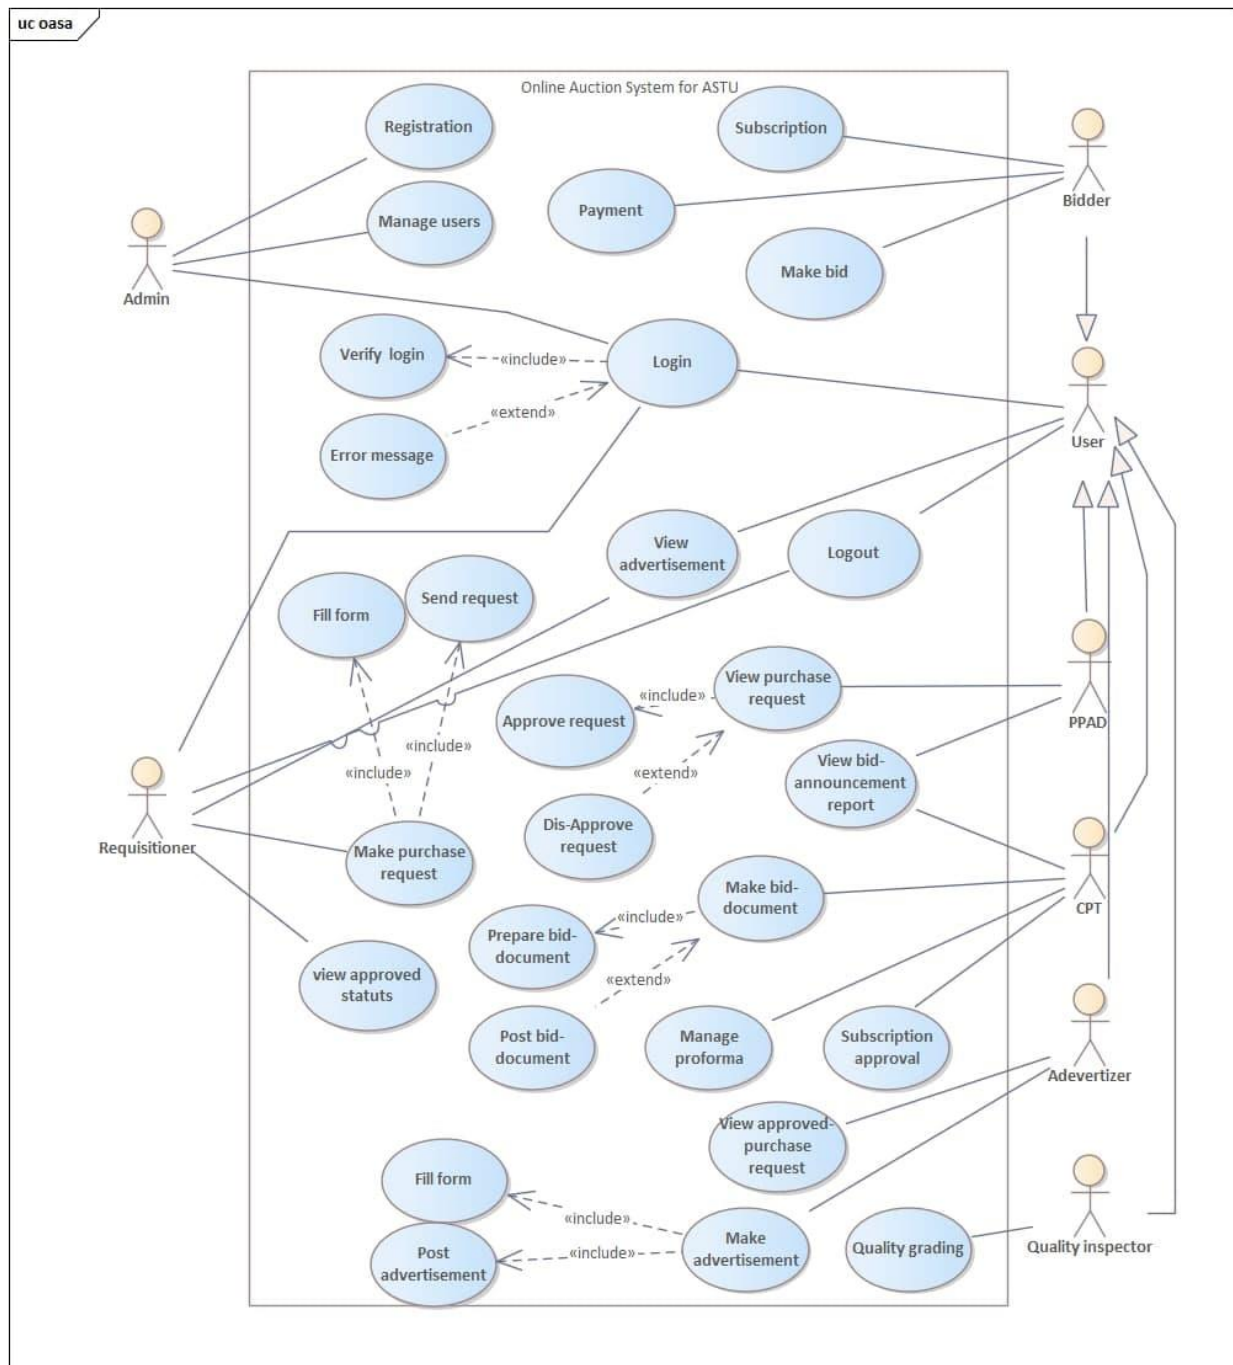 uc oasa
Online Auction System for ASTU
Registration
Subscription
Manage users
Payment
Bidder
Make bid
Admin
Verify login
«include»
Login
«extend»
Error message
User
View
advertisement
Logout
Fill form
Send request
View purchase
request
«include»
Approve request
PPAD
«include»
«include»
«extend»
View bid-
announcement
report
Dis-Approve
request
Requisitioner
Make purchase
request
Make bid-
document
CPT
«include»
Prepare bid-
document
view approved
statuts
«extend»
Post bid-
document
Manage
proforma
Subscription
approval
Adevertizer
View approved-
purchase
request
Fill form
«include»
Post
advertisement
«include»
Make
advertisement
Quality grading
Quality inspector